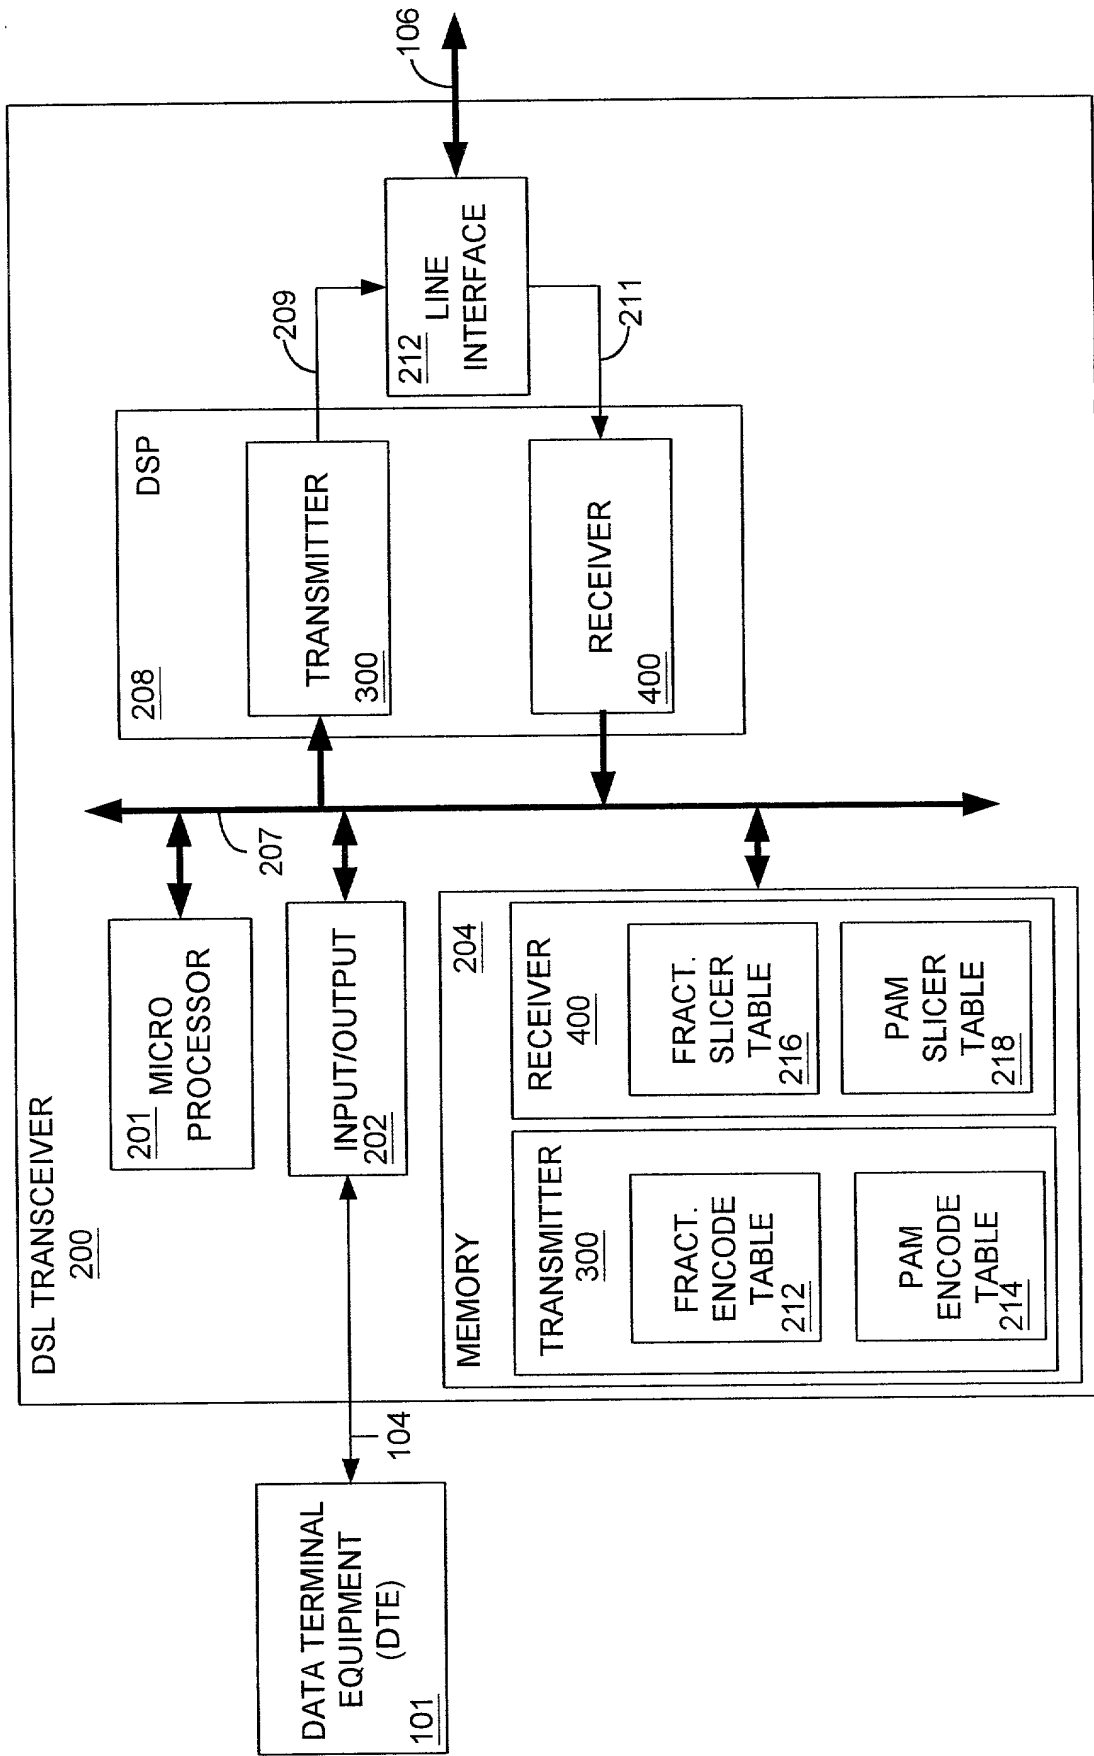 DSL TRANSCEIVER
200
DATA TERMINAL
EQUIPMENT
(DTE)
101
104
201 MICRO
PROCESSOR
INPUT/OUTPUT
202
207
208
DSP
TRANSMITTER
300
RECEIVER
400
209
211
212 LINE
INTERFACE
106
MEMORY
204
TRANSMITTER
300
FRACT.
ENCODE
TABLE
212
PAM
ENCODE
TABLE
214
RECEIVER
400
FRACT.
SLICER
TABLE
216
PAM
SLICER
TABLE
218